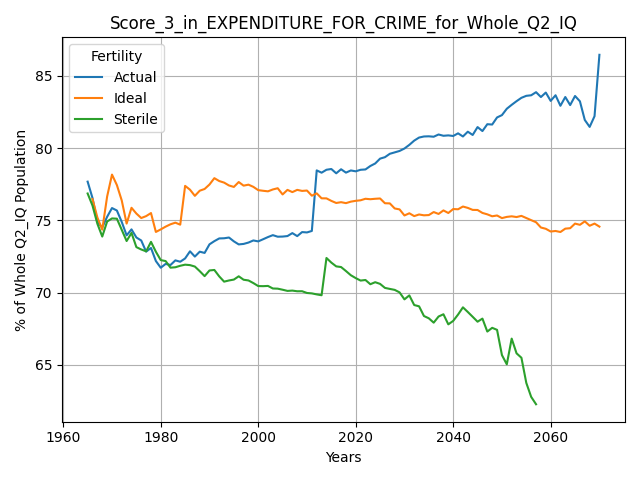 Score_3_in_EXPENDITURE_FOR_CRIME_for_Whole_Q2_IQ
Fertility
Actual
Ideal
Sterile
% of Whole Q2_IQ Population
85
80
75
70
65
1960
1980
2000
2020
2040
2060
Years